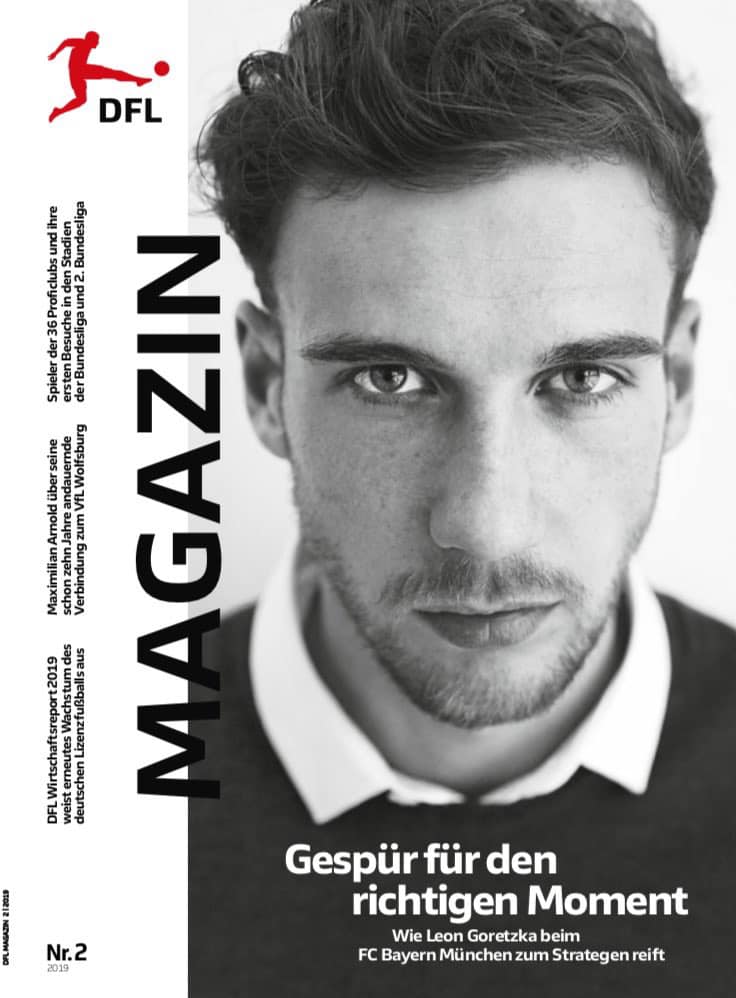 DFL
MAGAZIN
Spieler der 36 Proficlubs und ihre
ersten Besuche in den Stadien
der Bundesliga und 2. Bundesliga
Maximilian Arnold über seine
schon zehn Jahre andauernde
Verbindung zum VfL Wolfsburg
DFL Wirtschaftsreport 2019
weist erneutes Wachstum des
deutschen Lizenzfußballs aus
Gespür für den
richtigen Moment
Wie Leon Goretzka beim
FC Bayern München zum Strategen reift
DFL MAGAZIN 2 | 2019
Nr. 2
2019